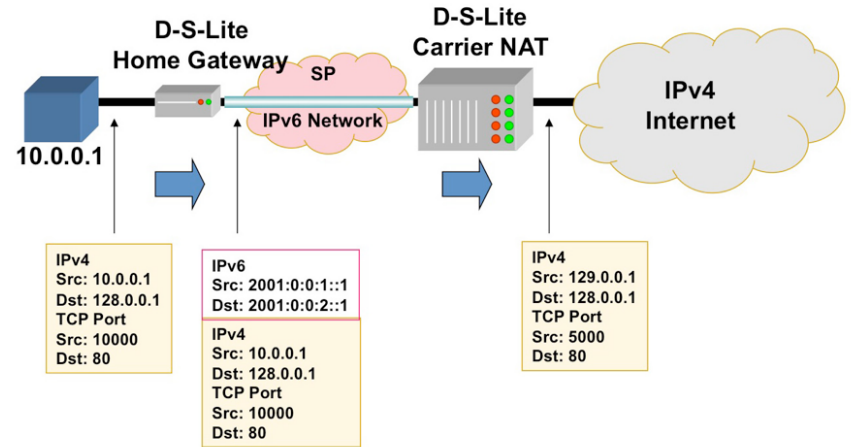 D-S-Lite
Home Gateway
D-S-Lite
Carrier NAT
SP
IPv6 Network
IPv4
Internet
10.0.0.1
IPv4
Src: 10.0.0.1
Dst: 128.0.0.1
TCP Port
Src: 10000
Dst: 80
IPv6
Src: 2001:0:0:1::1
Dst: 2001:0:0:2::1
IPv4
Src: 10.0.0.1
Dst: 128.0.0.1
TCP Port
Src: 10000
Dst: 80
IPv4
Src: 129.0.0.1
Dst: 128.0.0.1
TCP Port
Src: 5000
Dst: 80